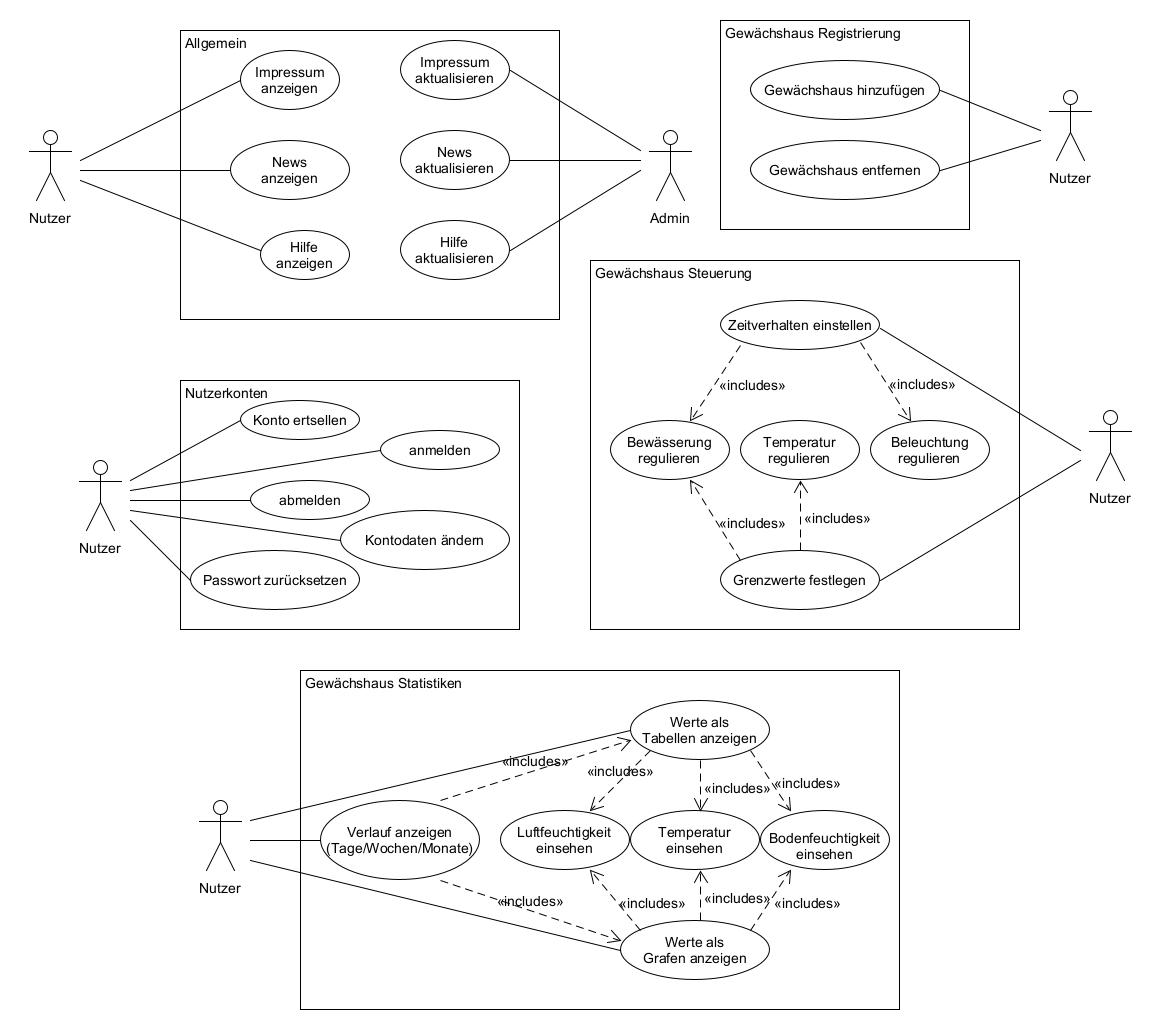 Allgemein
Impressum
anzeigen
News
anzeigen
Hilfe
anzeigen
Impressum
aktualisieren
News
aktualisieren
Hilfe
aktualisieren
Nutzer
Admin
Gewächshaus Registrierung
Gewächshaus hinzufügen
Gewächshaus entfernen
Nutzer
Gewächshaus Steuerung
Zeitverhalten einstellen
«includes»
«includes»
Bewässerung
regulieren
Temperatur
regulieren
Beleuchtung
regulieren
«includes»
«includes»
Grenzwerte festlegen
Nutzer
Nutzerkonten
Konto ertsellen
anmelden
abmelden
Kontodaten ändern
Passwort zurücksetzen
Nutzer
Gewächshaus Statistiken
Werte als
Tabellen anzeigen
«includes»
«includes»
«includes»
«includes»
Verlauf anzeigen
(Tage/Wochen/Monate)
Luftfeuchtigkeit
einsehen
Temperatur
einsehen
Bodenfeuchtigkeit
einsehen
«includes»
«includes»
«includes»
«includes»
Werte als
Grafen anzeigen
Nutzer